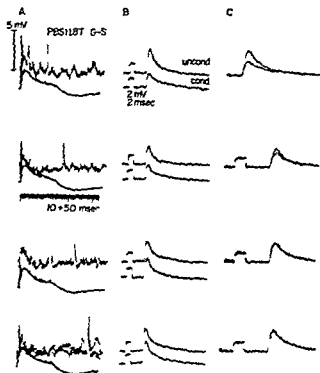 A PBS118T G-S B C
5 mV
uncond
cond
2 mV
2 msec
10+50 msec